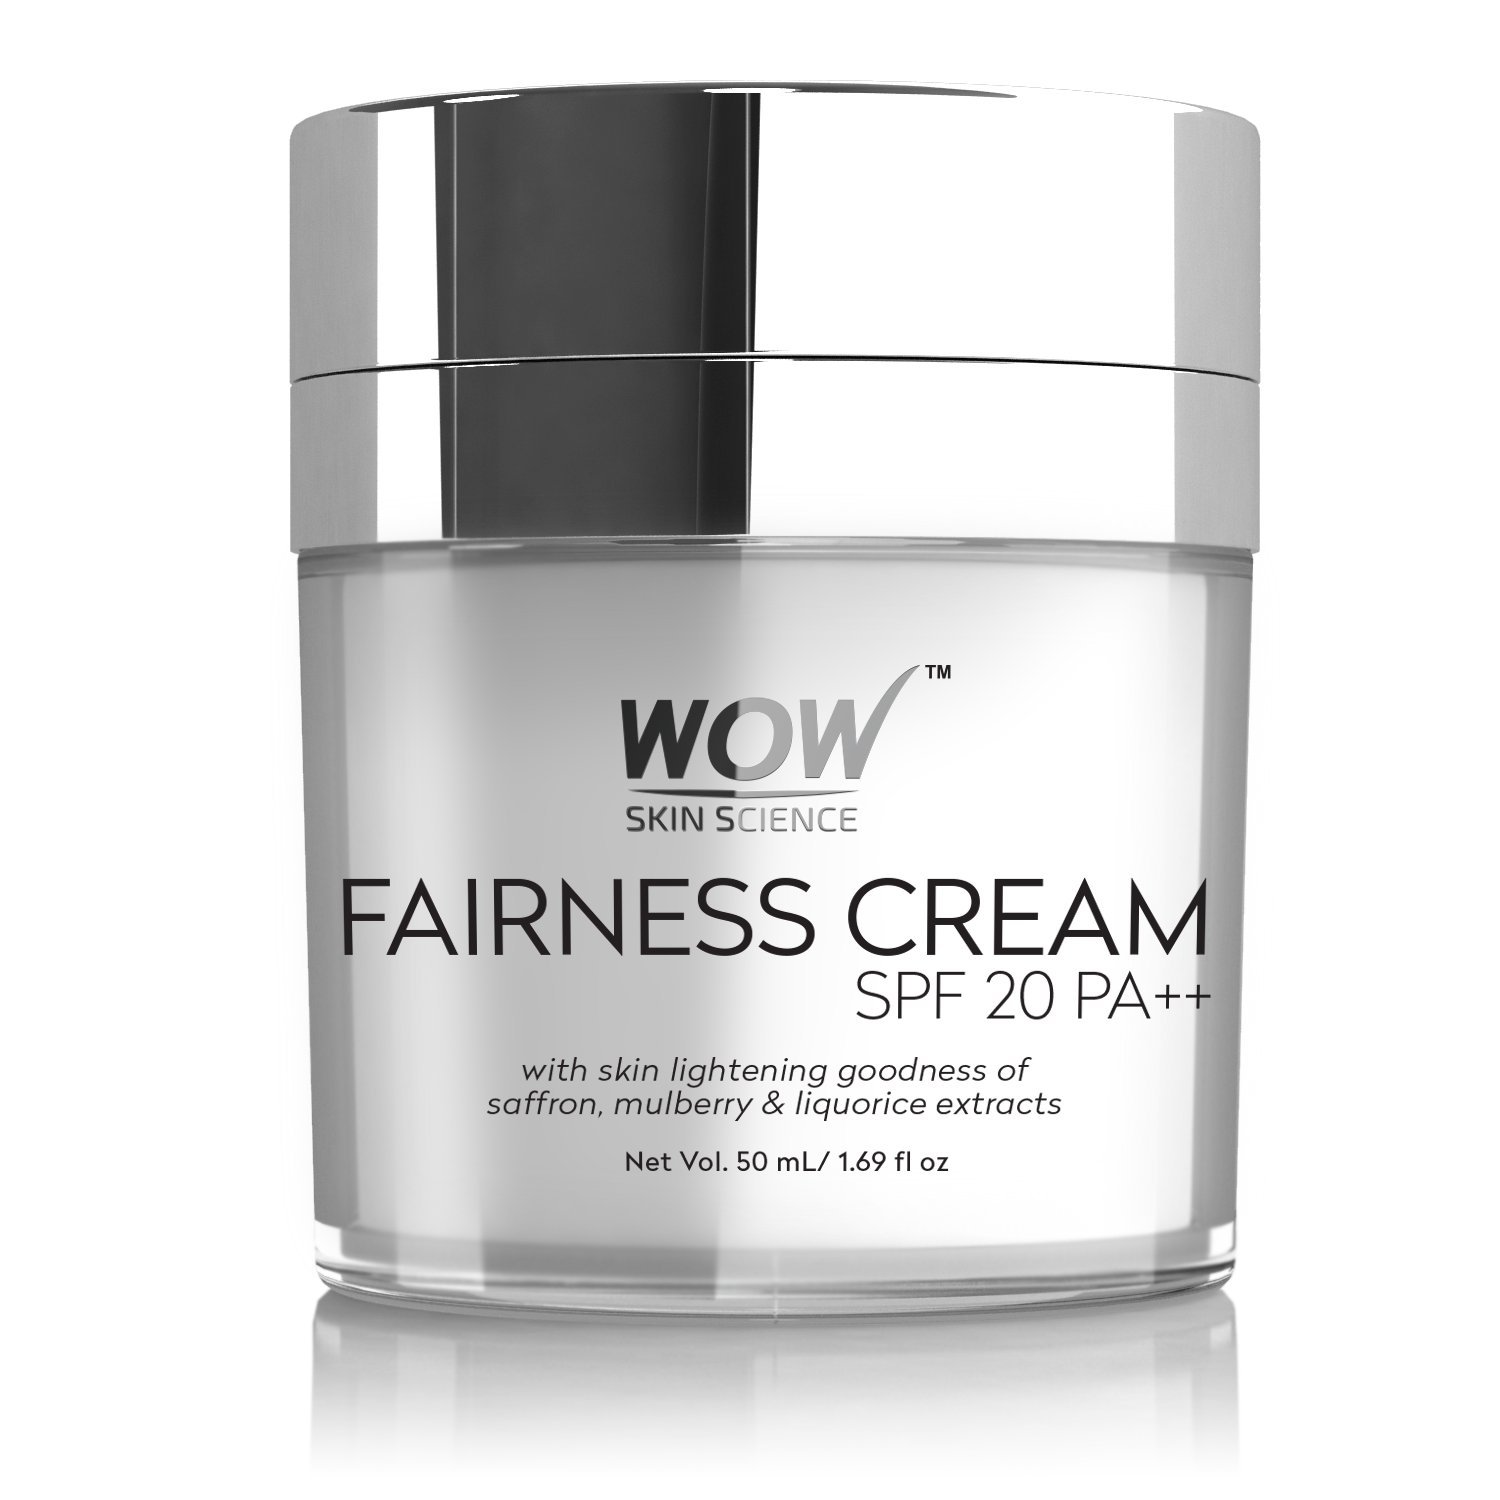 WOW™
SKIN SCIENCE
FAIRNESS CREAM
SPF 20 PA++
with skin lightening goodness of
saffron, mulberry & liquorice extracts
Net Vol. 50 mL/ 1.69 fl oz